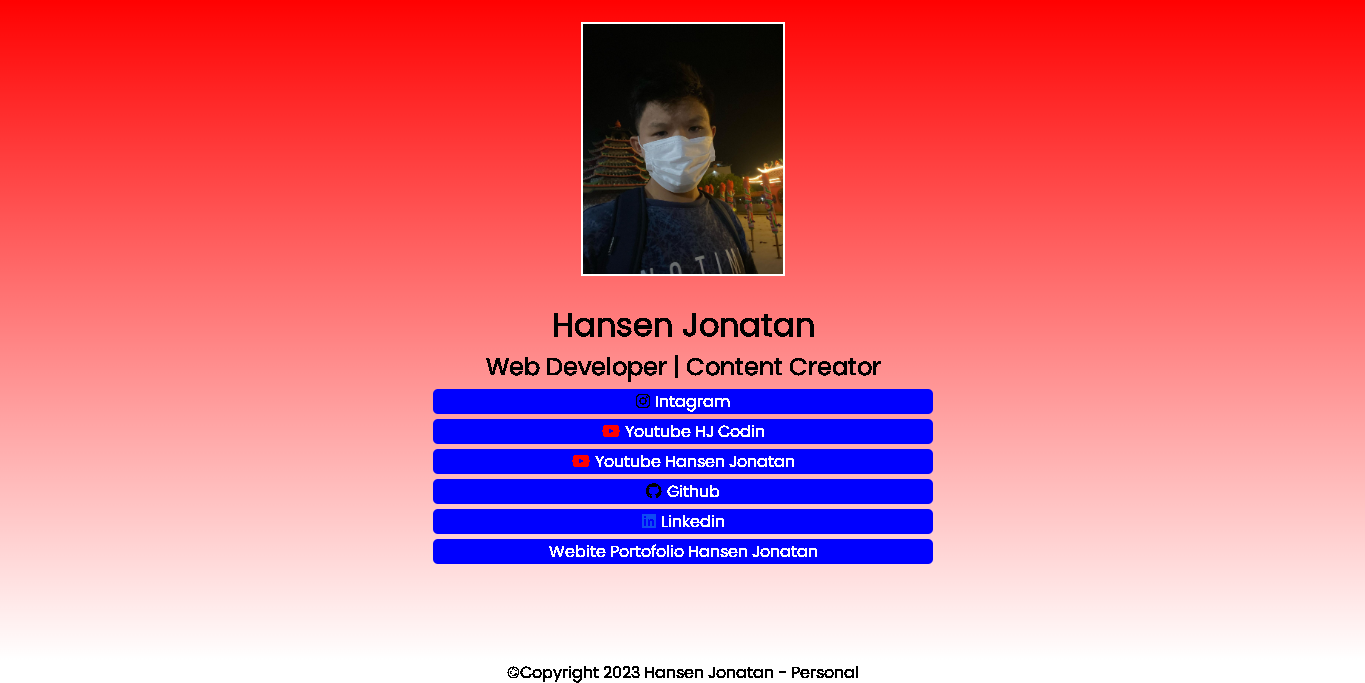 Hansen Jonatan
Web Developer | Content Creator
Intagram
Youtube HJ Codin
Youtube Hansen Jonatan
Github
Linkedin
Webite Portofolio Hansen Jonatan
©Copyright 2023 Hansen Jonatan - Personal